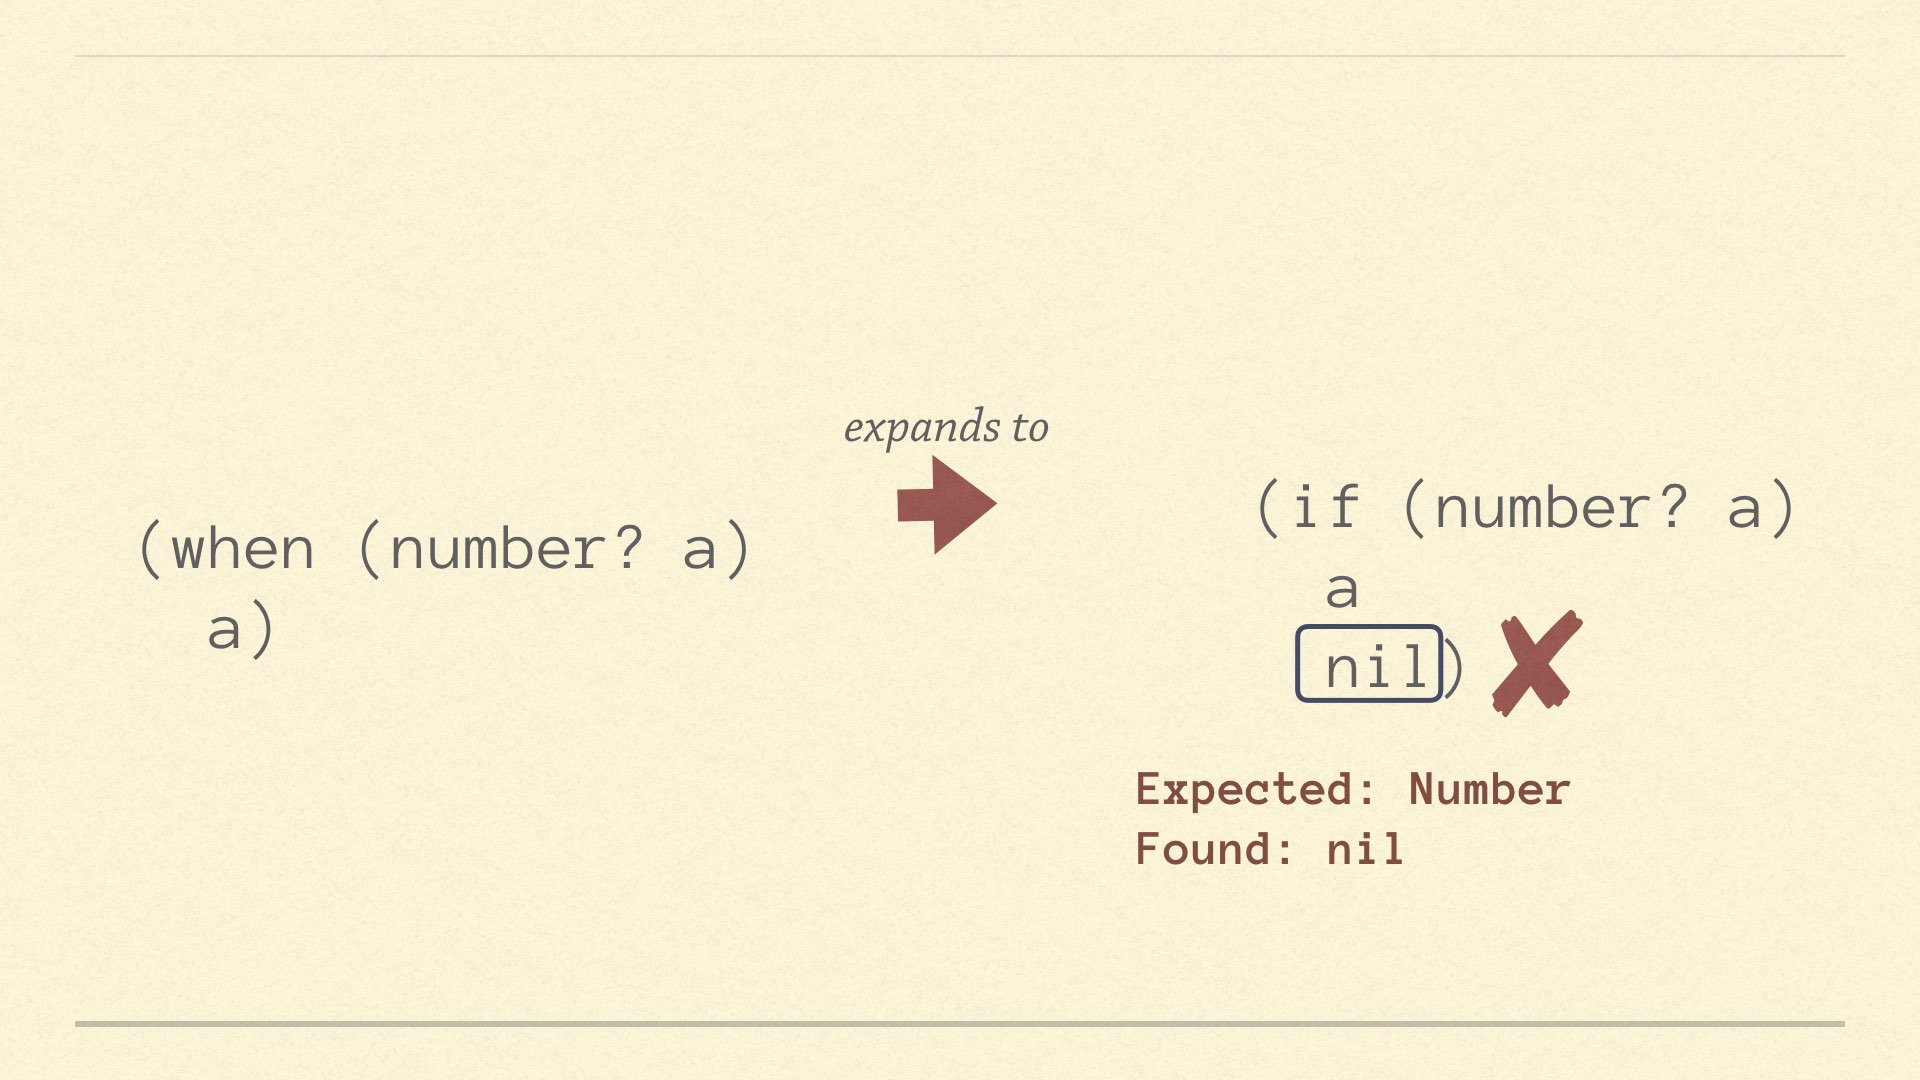 expands to
(when (number? a)
a)
(if (number? a)
a
nil)
Expected: Number
Found: nil